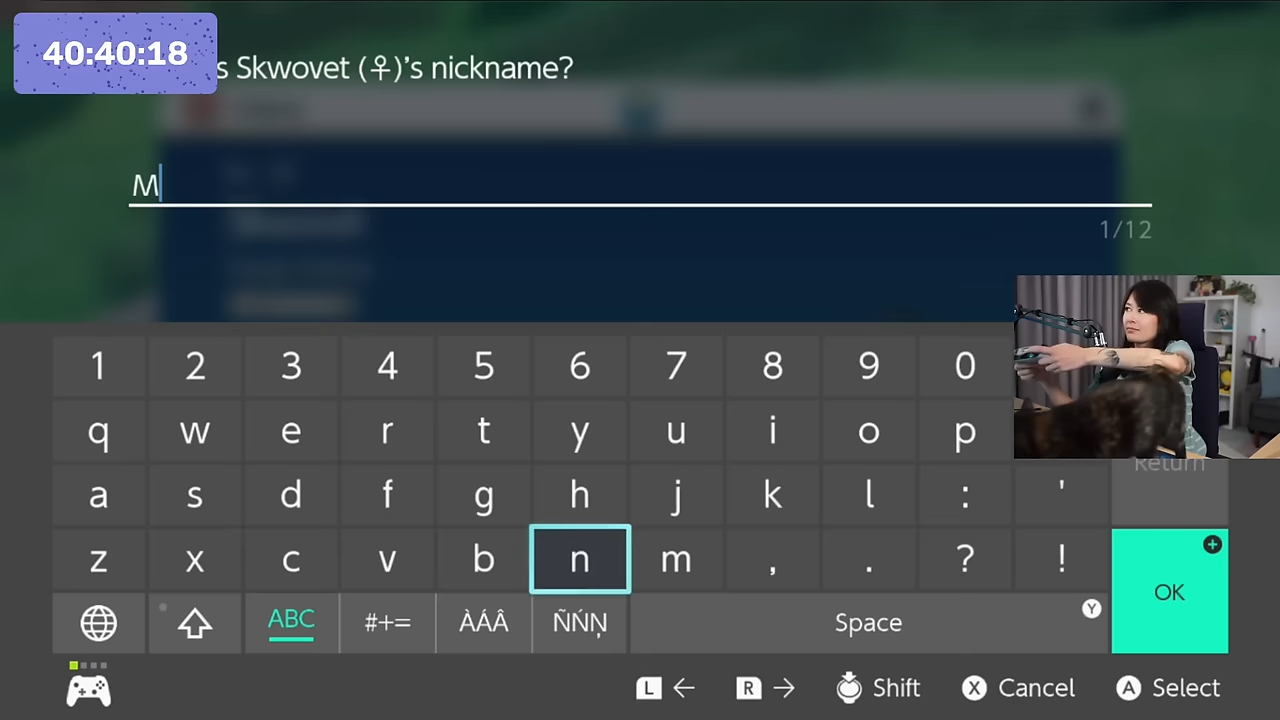 40:40:18
s Skwovet (♀)'s nickname?
M
1/12
1 2 3 4 5 6 7 8 9 0
q w e r t y u i o p
Return
a s d f g h j k l : '
z x c v b n m , . ? !
OK
ABC #+= ÀÁÂ ÑŃŅ Space Y
L ← R → Shift X Cancel A Select